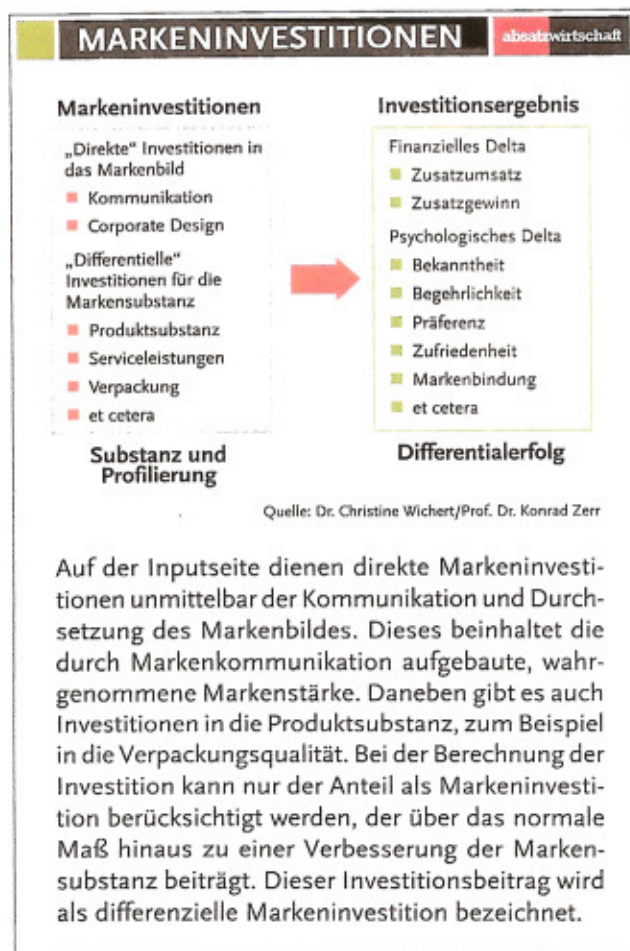 MARKENINVESTITIONEN
absatzwirtschaft
Markeninvestitionen
„Direkte“ Investitionen in
das Markenbild
Kommunikation
Corporate Design
„Differentielle“
Investitionen für die
Markensubstanz
Produktsubstanz
Serviceleistungen
Verpackung
et cetera
Substanz und
Profilierung
Investitionsergebnis
Finanzielles Delta
Zusatzumsatz
Zusatzgewinn
Psychologisches Delta
Bekanntheit
Begehrlichkeit
Präferenz
Zufriedenheit
Markenbindung
et cetera
Differentialerfolg
Quelle: Dr. Christine Wichert/Prof. Dr. Konrad Zerr
Auf der Inputseite dienen direkte Markeninvesti-
tionen unmittelbar der Kommunikation und Durch-
setzung des Markenbildes. Dieses beinhaltet die
durch Markenkommunikation aufgebaute, wahr-
genommene Markenstärke. Daneben gibt es auch
Investitionen in die Produktsubstanz, zum Beispiel
in die Verpackungsqualität. Bei der Berechnung der
Investition kann nur der Anteil als Markeninvesti-
tion berücksichtigt werden, der über das normale
Maß hinaus zu einer Verbesserung der Marken-
substanz beiträgt. Dieser Investitionsbeitrag wird
als differenzielle Markeninvestition bezeichnet.